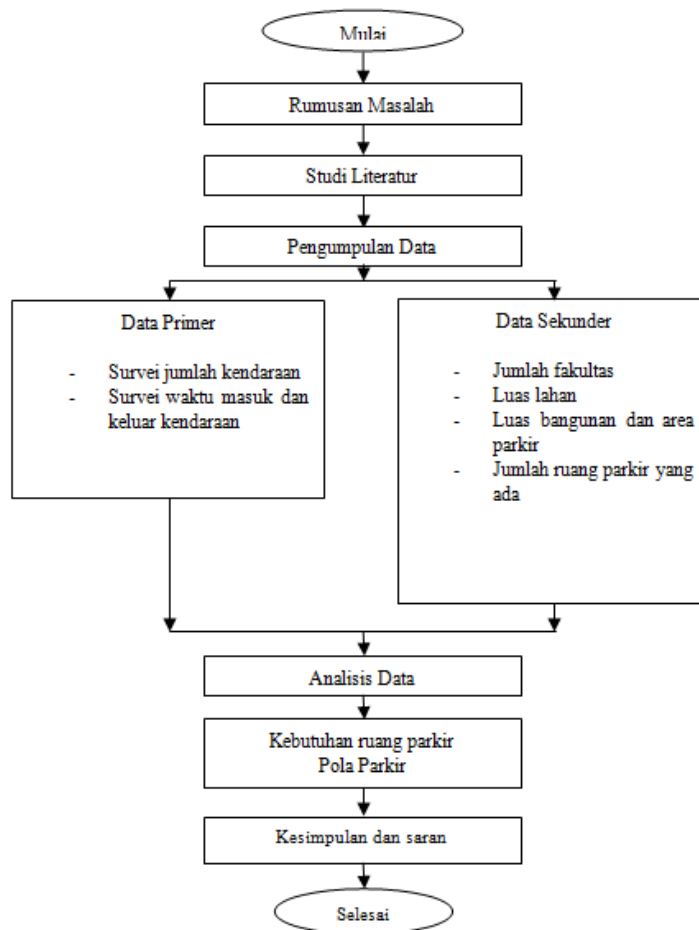 Mulai
Rumusan Masalah
Studi Literatur
Pengumpulan Data
Data Primer
- Survei jumlah kendaraan
- Survei waktu masuk dan
keluar kendaraan
Data Sekunder
- Jumlah fakultas
- Luas lahan
- Luas bangunan dan area
parkir
- Jumlah ruang parkir yang
ada
Analisis Data
Kebutuhan ruang parkir
Pola Parkir
Kesimpulan dan saran
Selesai